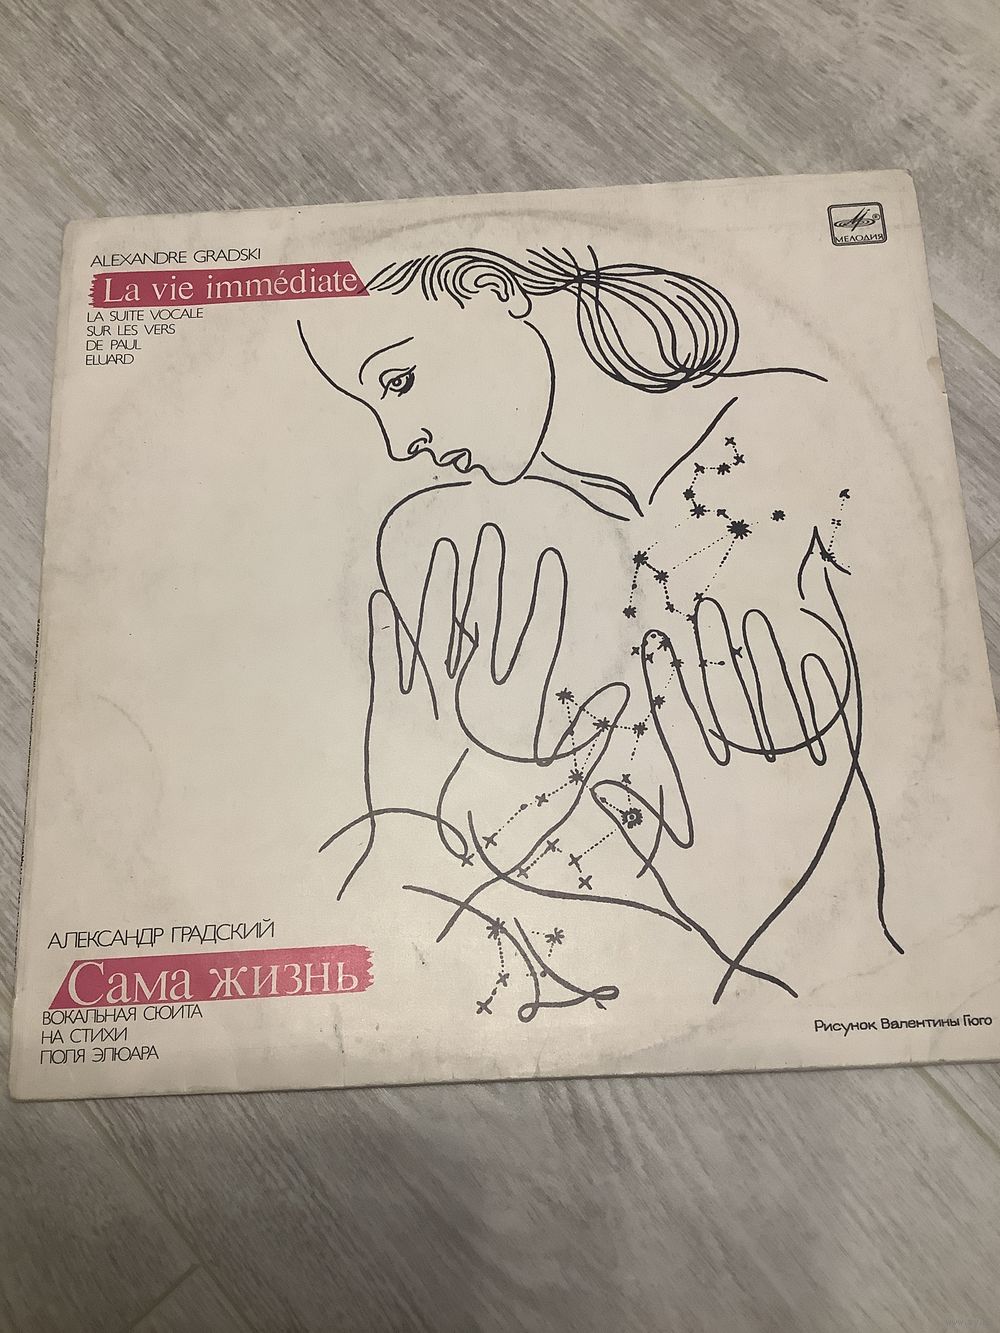 ALEXANDRE GRADSKI
La vie immédiate
LA SUITE VOCALE
SUR LES VERS
DE PAUL
ELUARD
МЕЛОДИЯ
АЛЕКСАНДР ГРАДСКИЙ
Сама жизнь
ВОКАЛЬНАЯ СЮИТА
НА СТИХИ
ПОЛЯ ЭЛЮАРА
Рисунок Валентины Гюго